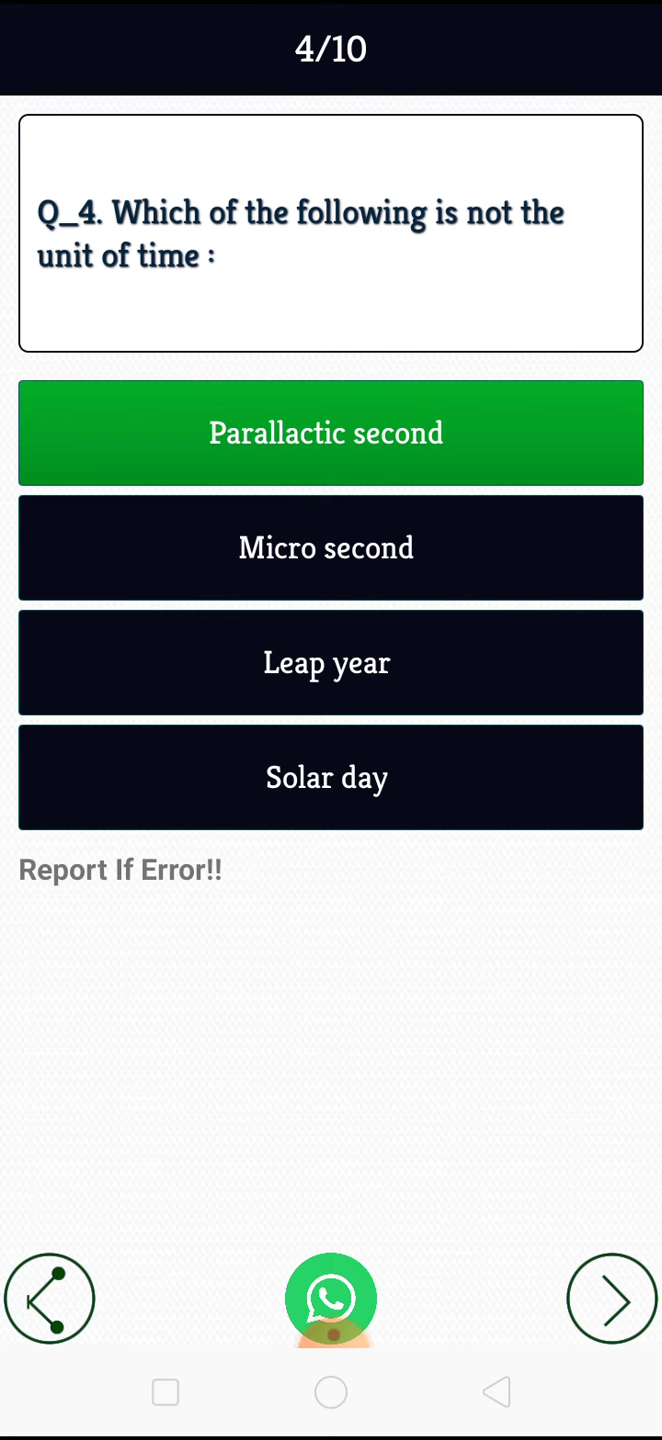 4/10
Q_4. Which of the following is not the
unit of time :
Parallactic second
Micro second
Leap year
Solar day
Report If Error!!